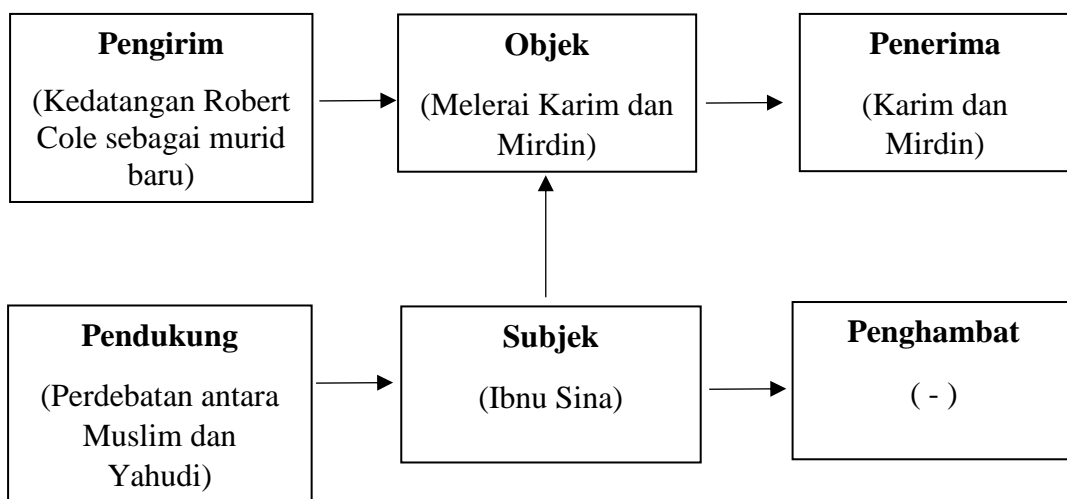 Pengirim
(Kedatangan Robert
Cole sebagai murid
baru)
Objek
(Melerai Karim dan
Mirdin)
Penerima
(Karim dan
Mirdin)
Pendukung
(Perdebatan antara
Muslim dan
Yahudi)
Subjek
(Ibnu Sina)
Penghambat
( - )